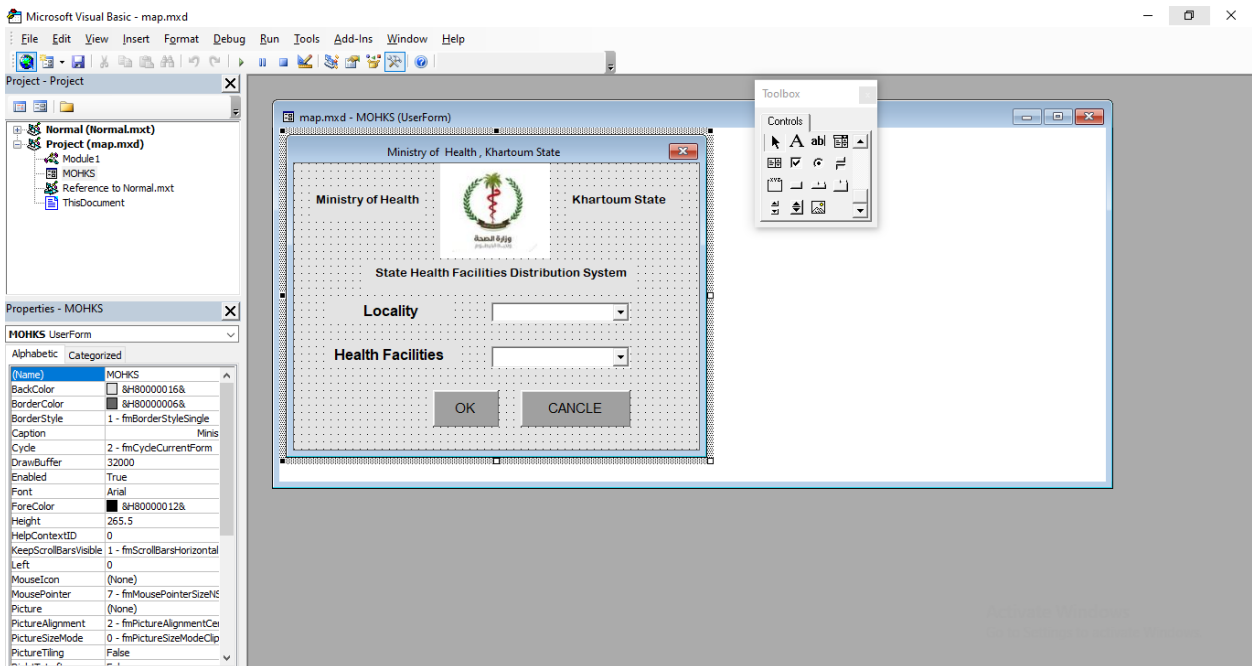 Microsoft Visual Basic - map.mxd
File Edit View Insert Format Debug Run Tools Add-Ins Window Help
Project - Project
Normal (Normal.mxt)
Project (map.mxd)
Module1
MOHKS
Reference to Normal.mxt
ThisDocument
Properties - MOHKS
MOHKS UserForm
Alphabetic Categorized
(Name) MOHKS
BackColor &H80000016&
BorderColor &H80000006&
BorderStyle 1 - fmBorderStyleSingle
Caption Minis
Cycle 2 - fmCycleCurrentForm
DrawBuffer 32000
Enabled True
Font Arial
ForeColor &H80000012&
Height 265.5
HelpContextID 0
KeepScrollBarsVisible 1 - fmScrollBarsHorizontal
Left 0
MouseIcon (None)
MousePointer 7 - fmMousePointerSizeNS
Picture (None)
PictureAlignment 2 - fmPictureAlignmentCen
PictureSizeMode 0 - fmPictureSizeModeClip
PictureTiling False
map.mxd - MOHKS (UserForm)
Ministry of Health , Khartoum State
Ministry of Health
Khartoum State
وزارة الصحة
State Health Facilities Distribution System
Locality
Health Facilities
OK
CANCLE
Toolbox
Controls
A abl